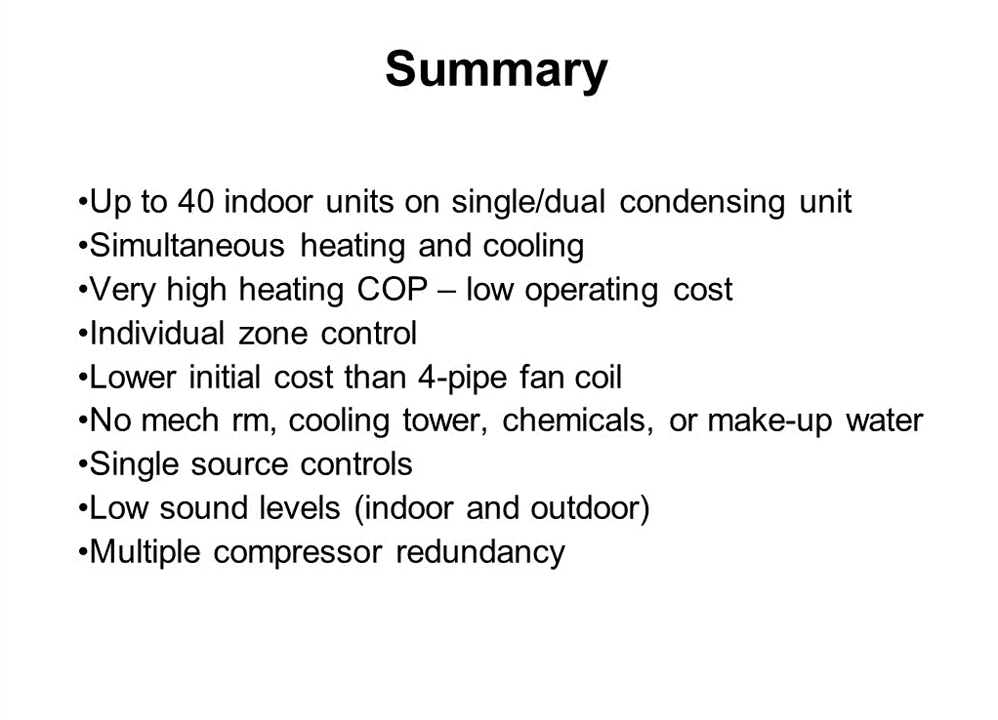 Summary
•Up to 40 indoor units on single/dual condensing unit
•Simultaneous heating and cooling
•Very high heating COP – low operating cost
•Individual zone control
•Lower initial cost than 4-pipe fan coil
•No mech rm, cooling tower, chemicals, or make-up water
•Single source controls
•Low sound levels (indoor and outdoor)
•Multiple compressor redundancy